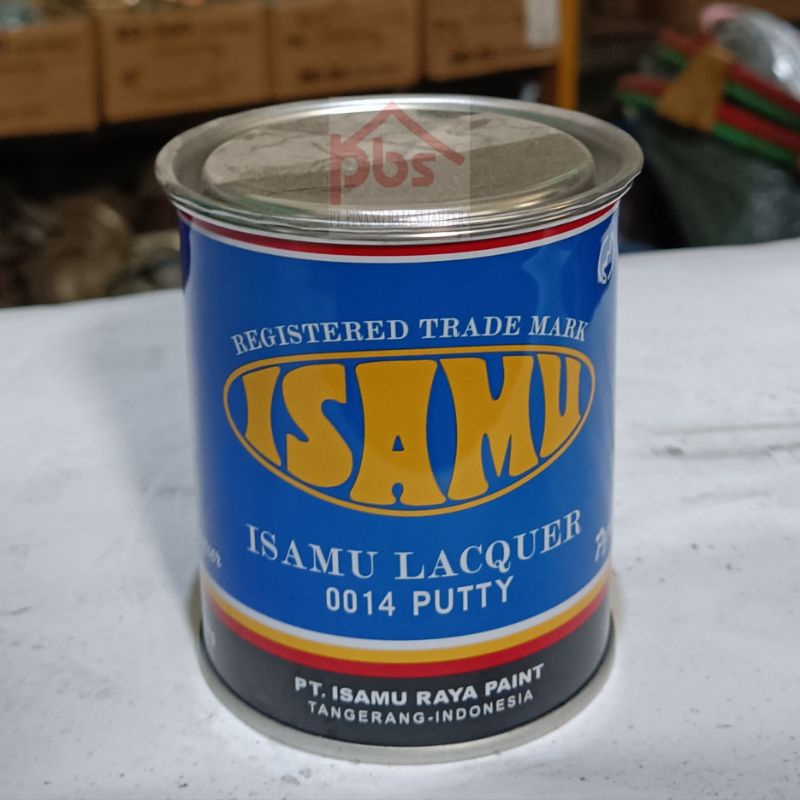 pbs
REGISTERED TRADE MARK
ISAMU
ISAMU LACQUER
0014 PUTTY
PT. ISAMU RAYA PAINT
TANGERANG-INDONESIA